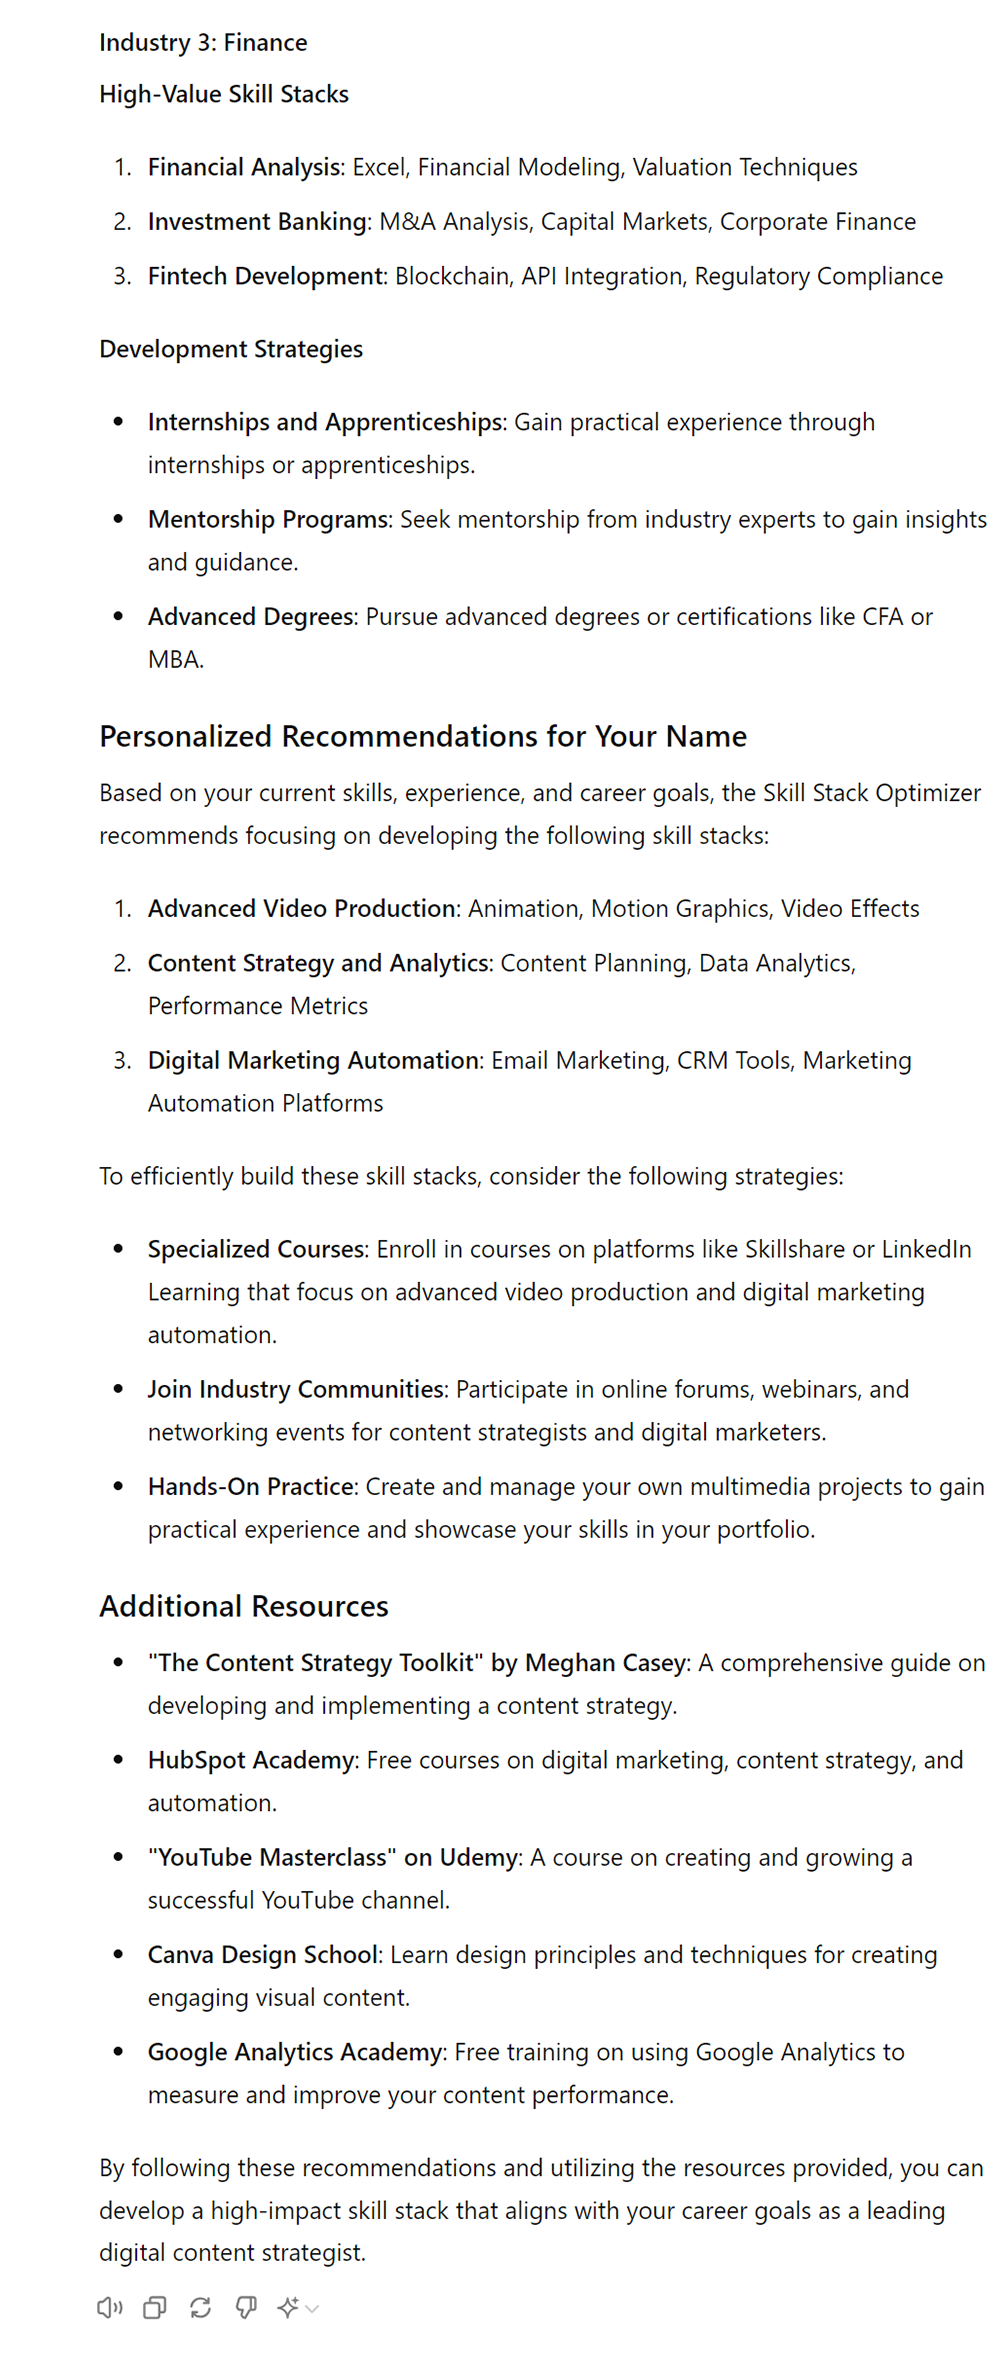 Industry 3: Finance
High-Value Skill Stacks
1. Financial Analysis: Excel, Financial Modeling, Valuation Techniques
2. Investment Banking: M&A Analysis, Capital Markets, Corporate Finance
3. Fintech Development: Blockchain, API Integration, Regulatory Compliance
Development Strategies
• Internships and Apprenticeships: Gain practical experience through
internships or apprenticeships.
• Mentorship Programs: Seek mentorship from industry experts to gain insights
and guidance.
• Advanced Degrees: Pursue advanced degrees or certifications like CFA or
MBA.
Personalized Recommendations for Your Name
Based on your current skills, experience, and career goals, the Skill Stack Optimizer
recommends focusing on developing the following skill stacks:
1. Advanced Video Production: Animation, Motion Graphics, Video Effects
2. Content Strategy and Analytics: Content Planning, Data Analytics,
Performance Metrics
3. Digital Marketing Automation: Email Marketing, CRM Tools, Marketing
Automation Platforms
To efficiently build these skill stacks, consider the following strategies:
• Specialized Courses: Enroll in courses on platforms like Skillshare or LinkedIn
Learning that focus on advanced video production and digital marketing
automation.
• Join Industry Communities: Participate in online forums, webinars, and
networking events for content strategists and digital marketers.
• Hands-On Practice: Create and manage your own multimedia projects to gain
practical experience and showcase your skills in your portfolio.
Additional Resources
• "The Content Strategy Toolkit" by Meghan Casey: A comprehensive guide on
developing and implementing a content strategy.
• HubSpot Academy: Free courses on digital marketing, content strategy, and
automation.
• "YouTube Masterclass" on Udemy: A course on creating and growing a
successful YouTube channel.
• Canva Design School: Learn design principles and techniques for creating
engaging visual content.
• Google Analytics Academy: Free training on using Google Analytics to
measure and improve your content performance.
By following these recommendations and utilizing the resources provided, you can
develop a high-impact skill stack that aligns with your career goals as a leading
digital content strategist.